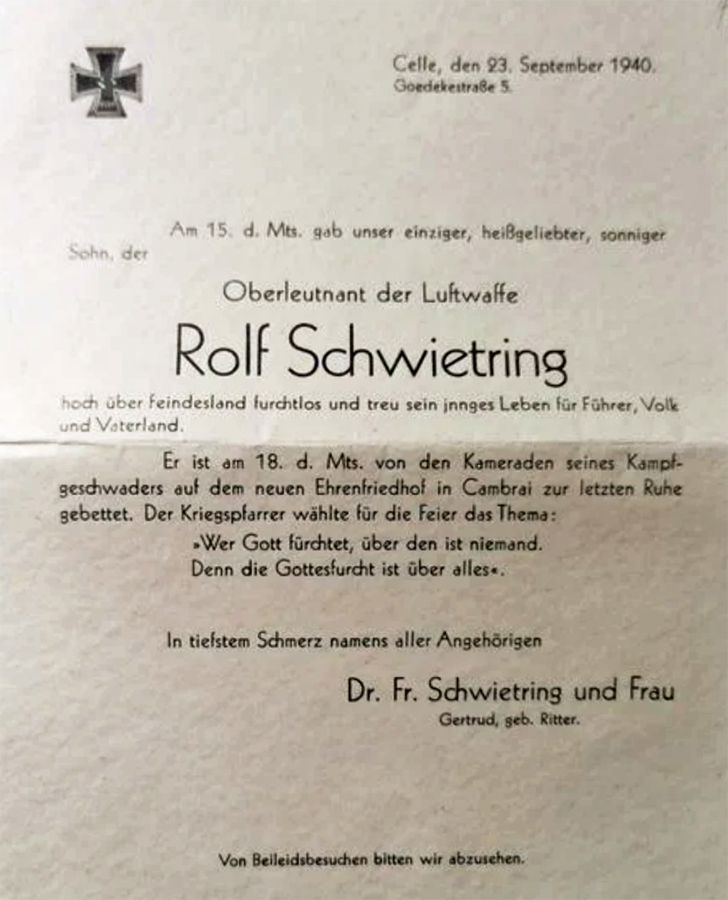 Celle, den 23. September 1940.
Goedekestraße 5.
Am 15. d. Mts. gab unser einziger, heißgeliebter, sonniger
Sohn, der
Oberleutnant der Luftwaffe
Rolf Schwietring
hoch über Feindesland furchtlos und treu sein jnnges Leben für Führer, Volk
und Vaterland.
Er ist am 18. d. Mts. von den Kameraden seines Kampf-
geschwaders auf dem neuen Ehrenfriedhof in Cambrai zur letzten Ruhe
gebettet. Der Kriegspfarrer wählte für die Feier das Thema:
»Wer Gott fürchtet, über den ist niemand.
Denn die Gottesfurcht ist über alles«.
In tiefstem Schmerz namens aller Angehörigen
Dr. Fr. Schwietring und Frau
Gertrud, geb. Ritter.
Von Beileidsbesuchen bitten wir abzusehen.